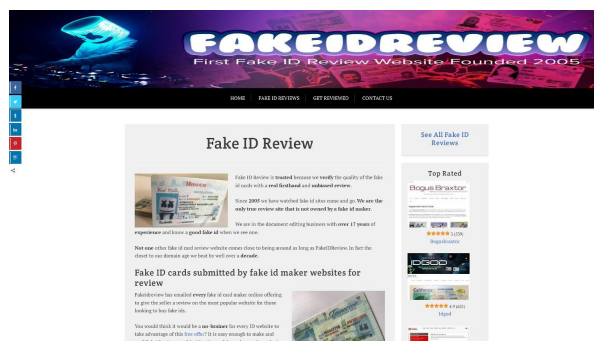 FAKEIDREVIEW
First Fake ID Review Website Founded 2005
HOME
FAKE ID REVIEWS
GET REVIEWED
CONTACT US
Fake ID Review
Fake ID Review is trusted because we verify the quality of the fake
id cards with a real firsthand and unbiased review.
Since 2005 we have watched fake id sites come and go. We are the
only true review site that is not owned by a fake id maker.
We are in the document editing business with over 17 years of
experience and know a good fake id when we see one.
Not one other fake id card review website comes close to being around as long as FakeIDReview. In fact the
closest to our domain age we beat by well over a decade.
Fake ID cards submitted by fake id maker websites for
review
Fakeidreview has emailed every fake id card maker online offering
to give the seller a review on the most popular website for those
looking to buy fake ids.
You would think it would be a no-brainer for every ID website to
take advantage of this free offer! It is easy enough to make and
See All Fake ID
Reviews
Top Rated
Bogus Braxtor
5 (539)
Bogusbraxtor
IDGOD
4.9 (422)
Idgod